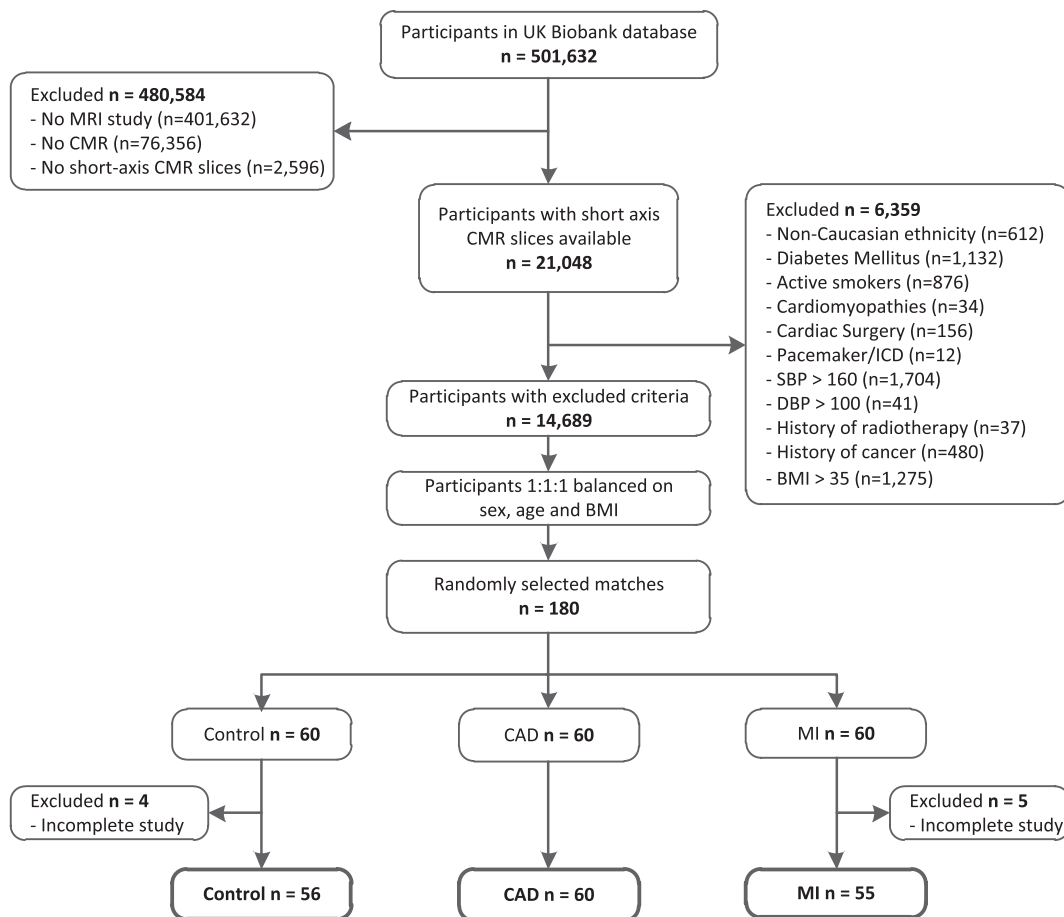 Participants in UK Biobank database
n = 501,632
Excluded n = 480,584
- No MRI study (n=401,632)
- No CMR (n=76,356)
- No short-axis CMR slices (n=2,596)
Participants with short axis
CMR slices available
n = 21,048
Excluded n = 6,359
- Non-Caucasian ethnicity (n=612)
- Diabetes Mellitus (n=1,132)
- Active smokers (n=876)
- Cardiomyopathies (n=34)
- Cardiac Surgery (n=156)
- Pacemaker/ICD (n=12)
- SBP > 160 (n=1,704)
- DBP > 100 (n=41)
- History of radiotherapy (n=37)
- History of cancer (n=480)
- BMI > 35 (n=1,275)
Participants with excluded criteria
n = 14,689
Participants 1:1:1 balanced on
sex, age and BMI
Randomly selected matches
n = 180
Control n = 60
CAD n = 60
MI n = 60
Excluded n = 4
- Incomplete study
Excluded n = 5
- Incomplete study
Control n = 56
CAD n = 60
MI n = 55